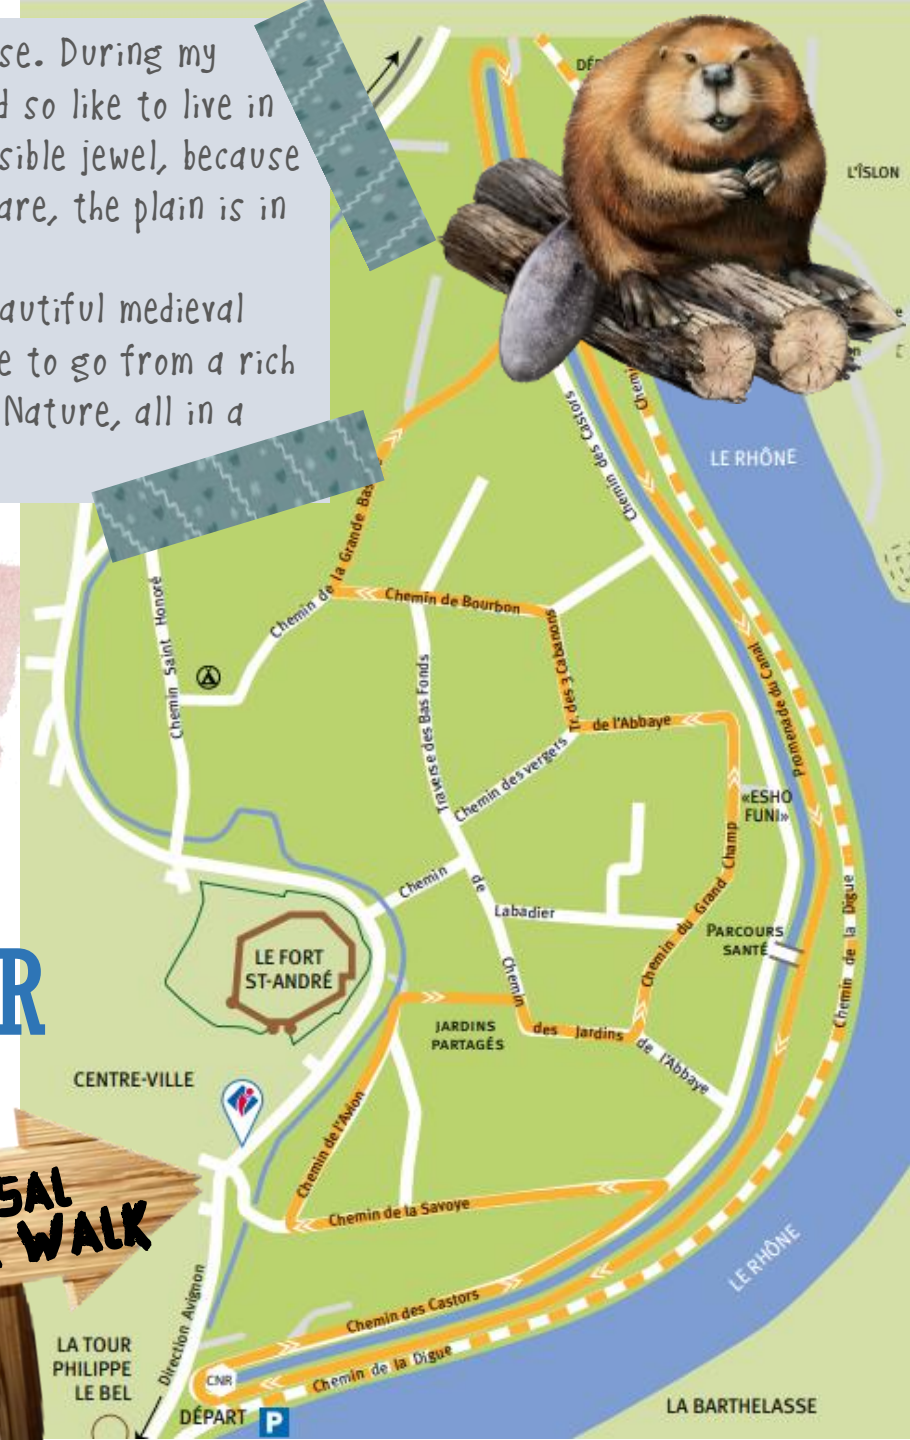 se. During my
d so like to live in
sible jewel, because
are, the plain is in
autiful medieval
e to go from a rich
Nature, all in a
DÉP
L'ÎSLON
Chemin des Castors
LE RHÔNE
Chemin de la Grande Bas
Chemin de Bourbon
Chemin Saint Honoré
Traverse des Bas Fonds
Tr. des 3 Cabanons
de l'Abbaye
Promenade du Canal
Chemin des vergers
«ESHO
FUNI»
Chemin de Labadier
Chemin du Grand Champ
PARCOURS
SANTÉ
Chemin de la Digue
LE FORT
ST-ANDRÉ
R
JARDINS
PARTAGÉS
Chemin des Jardins de l'Abbaye
CENTRE-VILLE
Chemin de l'Avion
SAL
WALK
Chemin de la Savoye
LE RHÔNE
Direction Avignon
Chemin des Castors
LA TOUR
PHILIPPE
LE BEL
CNR
Chemin de la Digue
DÉPART
P
LA BARTHELASSE